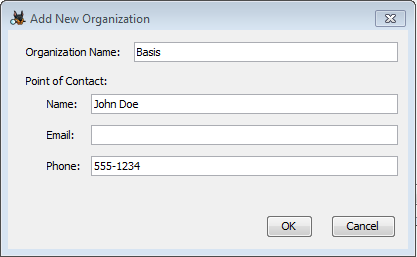 Add New Organization
Organization Name: Basis
Point of Contact:
Name: John Doe
Email:
Phone: 555-1234
OK Cancel